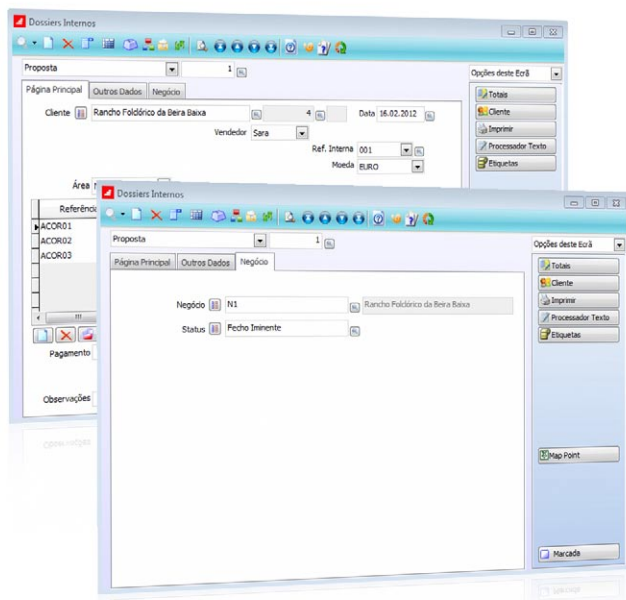 Dossiers Internos
Proposta 1 Opções deste Ecrã
Página Principal Outros Dados Negócio Totais
Cliente Rancho Foldórico da Beira Baixa 4 Data 16.02.2012 Cliente
Vendedor Sara Imprimir
Ref. Interna 001 Processador Texto
Moeda EURO Etiquetas
Área
Referência
ACOR01
ACOR02
ACOR03
Pagamento
Observações
Dossiers Internos
Proposta 1 Opções deste Ecrã
Página Principal Outros Dados Negócio Totais
Cliente
Negócio N1 Rancho Foldórico da Beira Baixa Imprimir
Processador Texto
Status Fecho Iminente Etiquetas
Map Point
Marcada